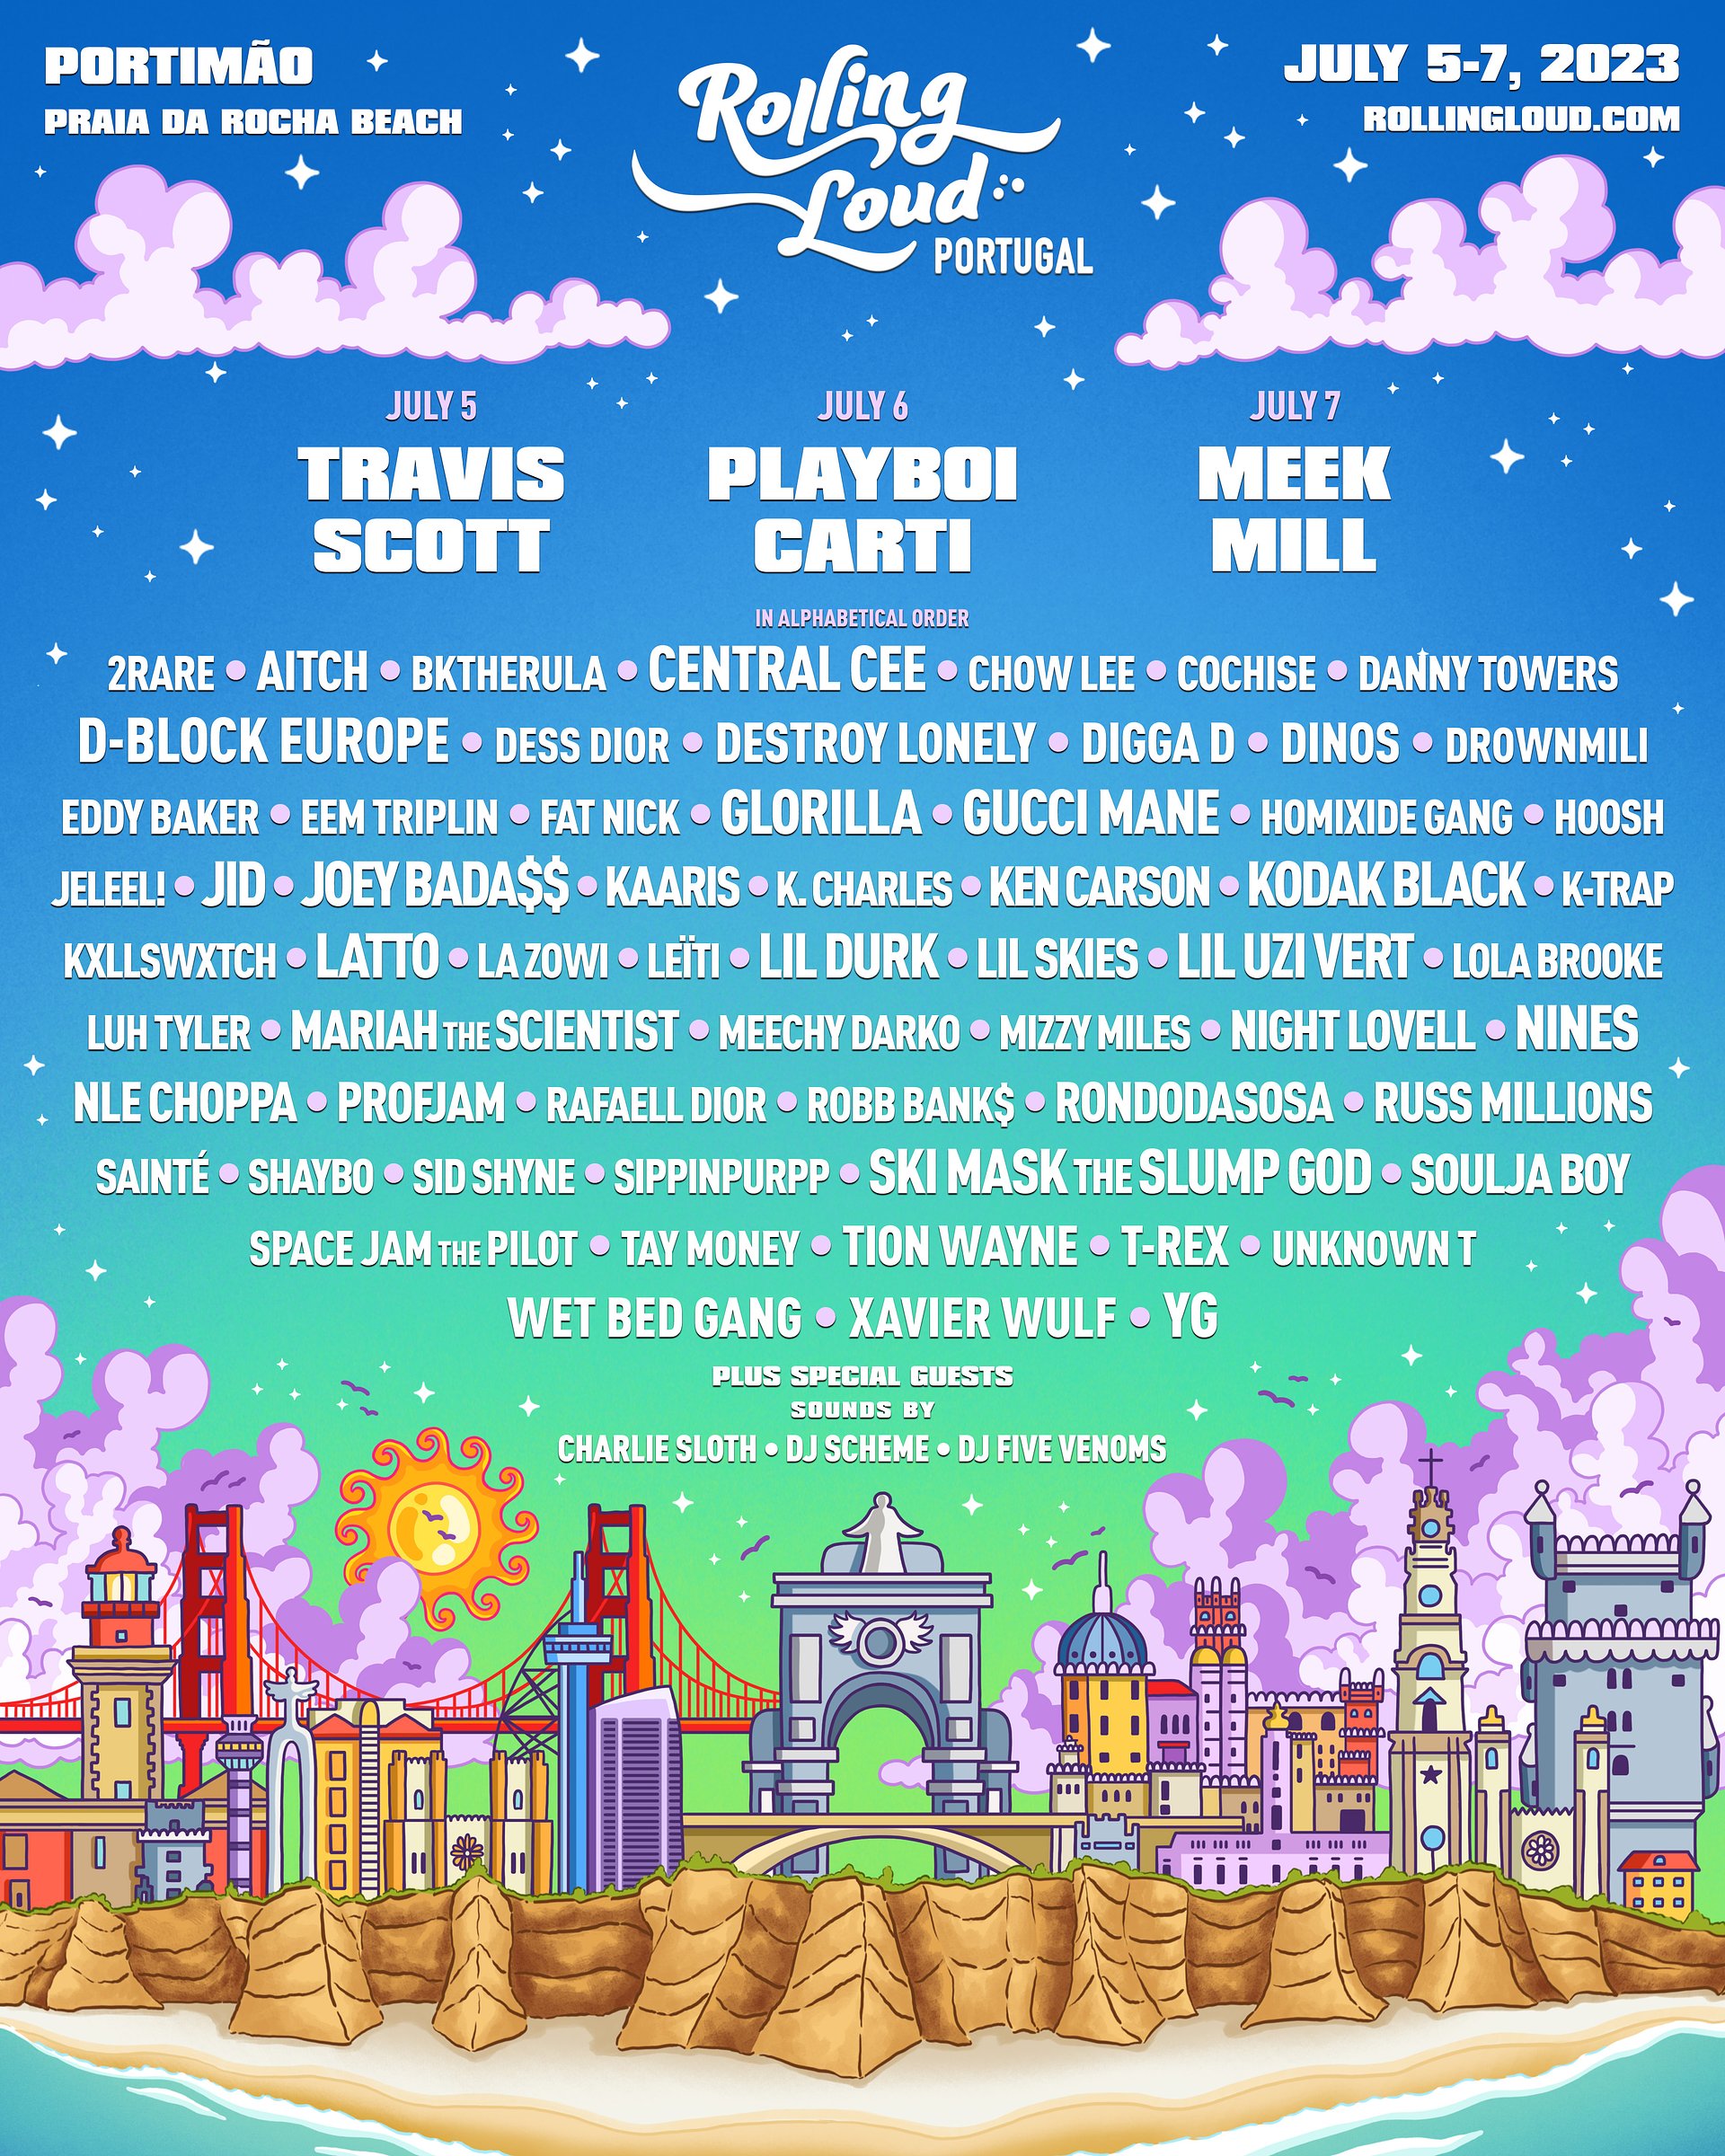 PORTIMÃO
PRAIA DA ROCHA BEACH
Rolling
Loud
PORTUGAL
JULY 5-7, 2023
ROLLINGLOUD.COM
JULY 5
TRAVIS
SCOTT
JULY 6
PLAYBOI
CARTI
JULY 7
MEEK
MILL
IN ALPHABETICAL ORDER
2RARE • AITCH • BKTHERULA • CENTRAL CEE • CHOW LEE • COCHISE • DANNY TOWERS
D-BLOCK EUROPE • DESS DIOR • DESTROY LONELY • DIGGA D • DINOS • DROWNMILI
EDDY BAKER • EEM TRIPLIN • FAT NICK • GLORILLA • GUCCI MANE • HOMIXIDE GANG • HOOSH
JELEEL! • JID • JOEY BADA$$ • KAARIS • K. CHARLES • KEN CARSON • KODAK BLACK • K-TRAP
KXLLSWXTCH • LATTO • LA ZOWI • LEÏTI • LIL DURK • LIL SKIES • LIL UZI VERT • LOLA BROOKE
LUH TYLER • MARIAH THE SCIENTIST • MEECHY DARKO • MIZZY MILES • NIGHT LOVELL • NINES
NLE CHOPPA • PROFJAM • RAFAELL DIOR • ROBB BANK$ • RONDODASOSA • RUSS MILLIONS
SAINTÉ • SHAYBO • SID SHYNE • SIPPINPURPP • SKI MASK THE SLUMP GOD • SOULJA BOY
SPACE JAM THE PILOT • TAY MONEY • TION WAYNE • T-REX • UNKNOWN T
WET BED GANG • XAVIER WULF • YG
PLUS SPECIAL GUESTS
SOUNDS BY
CHARLIE SLOTH • DJ SCHEME • DJ FIVE VENOMS